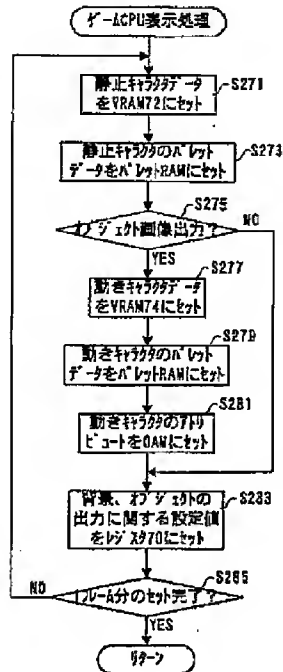 ゲームCPU表示処理
静止キャラクタデータ
をVRAM72にセット
S271
静止キャラクタのパレット
データをパレットRAMにセット
S273
オブジェクト画像出力?
S275
NO
YES
動きキャラクタデータ
をVRAM74にセット
S277
動きキャラクタのパレット
データをパレットRAMにセット
S279
動きキャラクタのアトリ
ビュートをOAMにセット
S281
背景、オブジェクトの
出力に関する設定値
をレジスタ70にセット
S283
1フレーム分のセット完了?
S285
NO
YES
リターン